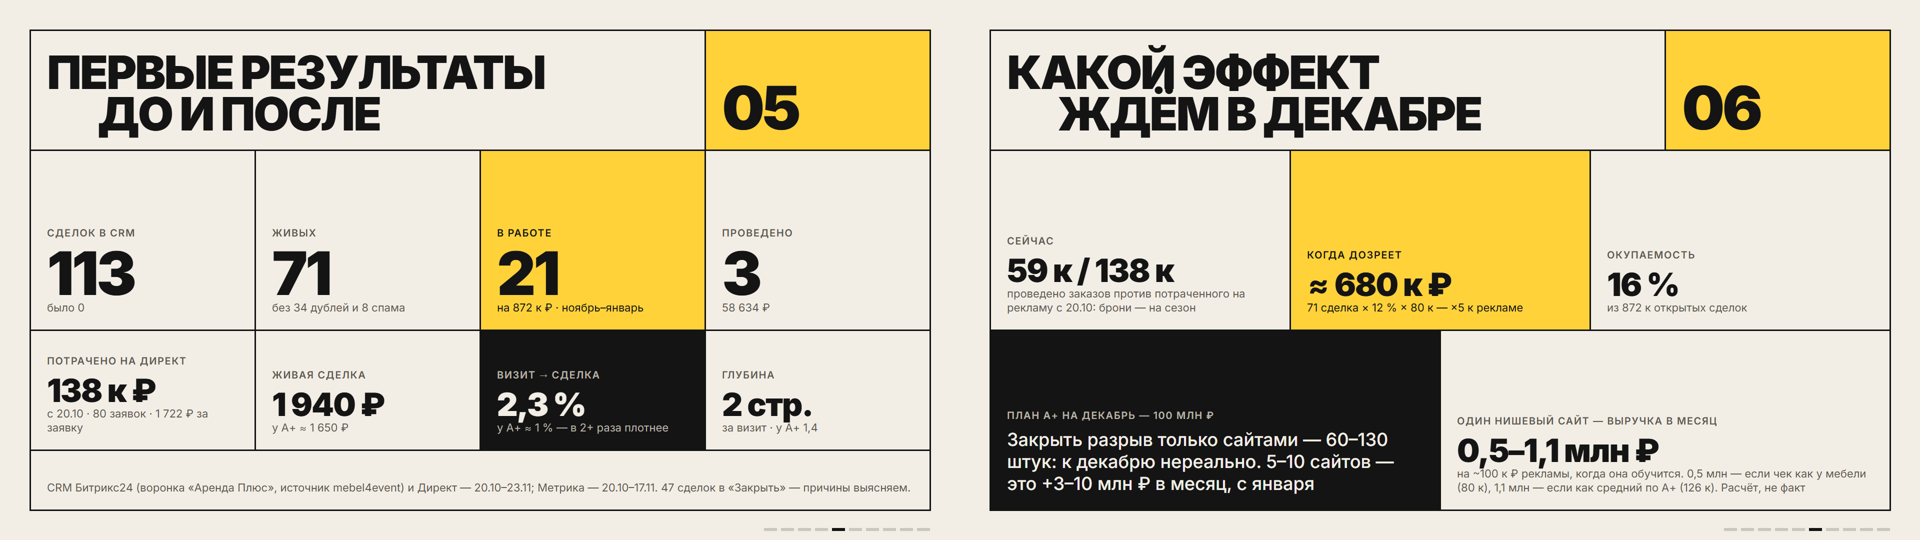 ПЕРВЫЕ РЕЗУЛЬТАТЫ
ДО И ПОСЛЕ
05
СДЕЛОК В CRM
113
было 0
ЖИВЫХ
71
без 34 дублей и 8 спама
В РАБОТЕ
21
на 872 к ₽ · ноябрь–январь
ПРОВЕДЕНО
3
58 634 ₽
ПОТРАЧЕНО НА ДИРЕКТ
138 к ₽
с 20.10 · 80 заявок · 1 722 ₽ за
заявку
ЖИВАЯ СДЕЛКА
1 940 ₽
у А+ ≈ 1 650 ₽
ВИЗИТ → СДЕЛКА
2,3 %
у А+ ≈ 1 % — в 2+ раза плотнее
ГЛУБИНА
2 стр.
за визит · у А+ 1,4
CRM Битрикс24 (воронка «Аренда Плюс», источник mebel4event) и Директ — 20.10–23.11; Метрика — 20.10–17.11. 47 сделок в «Закрыть» — причины выясняем.
КАКОЙ ЭФФЕКТ
ЖДЁМ В ДЕКАБРЕ
06
СЕЙЧАС
59 к / 138 к
проведено заказов против потраченного на
рекламу с 20.10: брони — на сезон
КОГДА ДОЗРЕЕТ
≈ 680 к ₽
71 сделка × 12 % × 80 к — ×5 к рекламе
ОКУПАЕМОСТЬ
16 %
из 872 к открытых сделок
ПЛАН А+ НА ДЕКАБРЬ — 100 МЛН ₽
Закрыть разрыв только сайтами — 60–130
штук: к декабрю нереально. 5–10 сайтов —
это +3–10 млн ₽ в месяц, с января
ОДИН НИШЕВЫЙ САЙТ — ВЫРУЧКА В МЕСЯЦ
0,5–1,1 млн ₽
на ~100 к ₽ рекламы, когда она обучится. 0,5 млн — если чек как у мебели
(80 к), 1,1 млн — если как средний по А+ (126 к). Расчёт, не факт